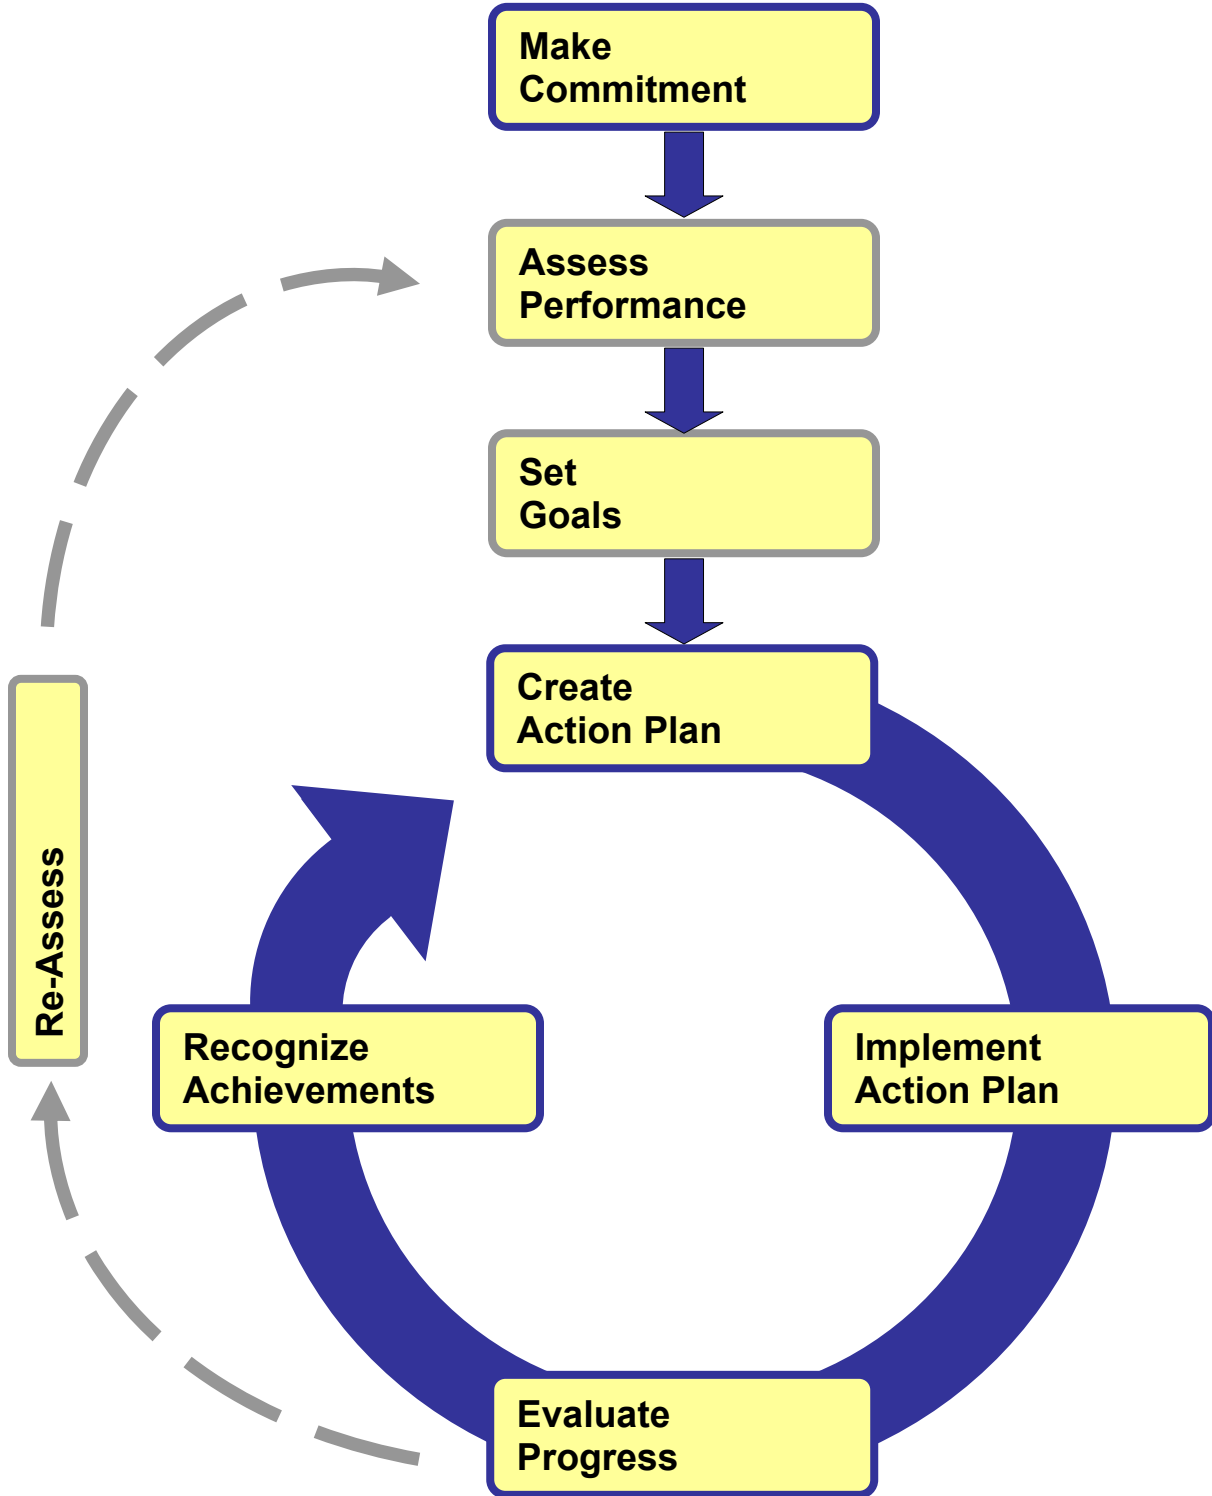 Make
Commitment
Assess
Performance
Set
Goals
Create
Action Plan
Re-Assess
Recognize
Achievements
Implement
Action Plan
Evaluate
Progress